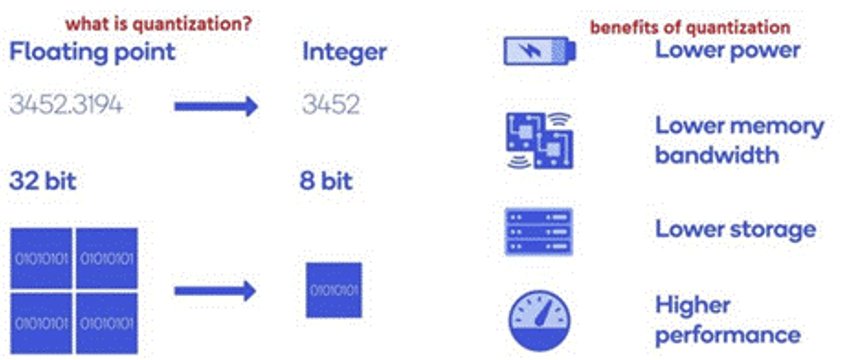 what is quantization?
Floating point
Integer
3452.3194
3452
32 bit
8 bit
01010101
01010101
01010101
01010101
01010101
benefits of quantization
Lower power
Lower memory
bandwidth
Lower storage
Higher
performance